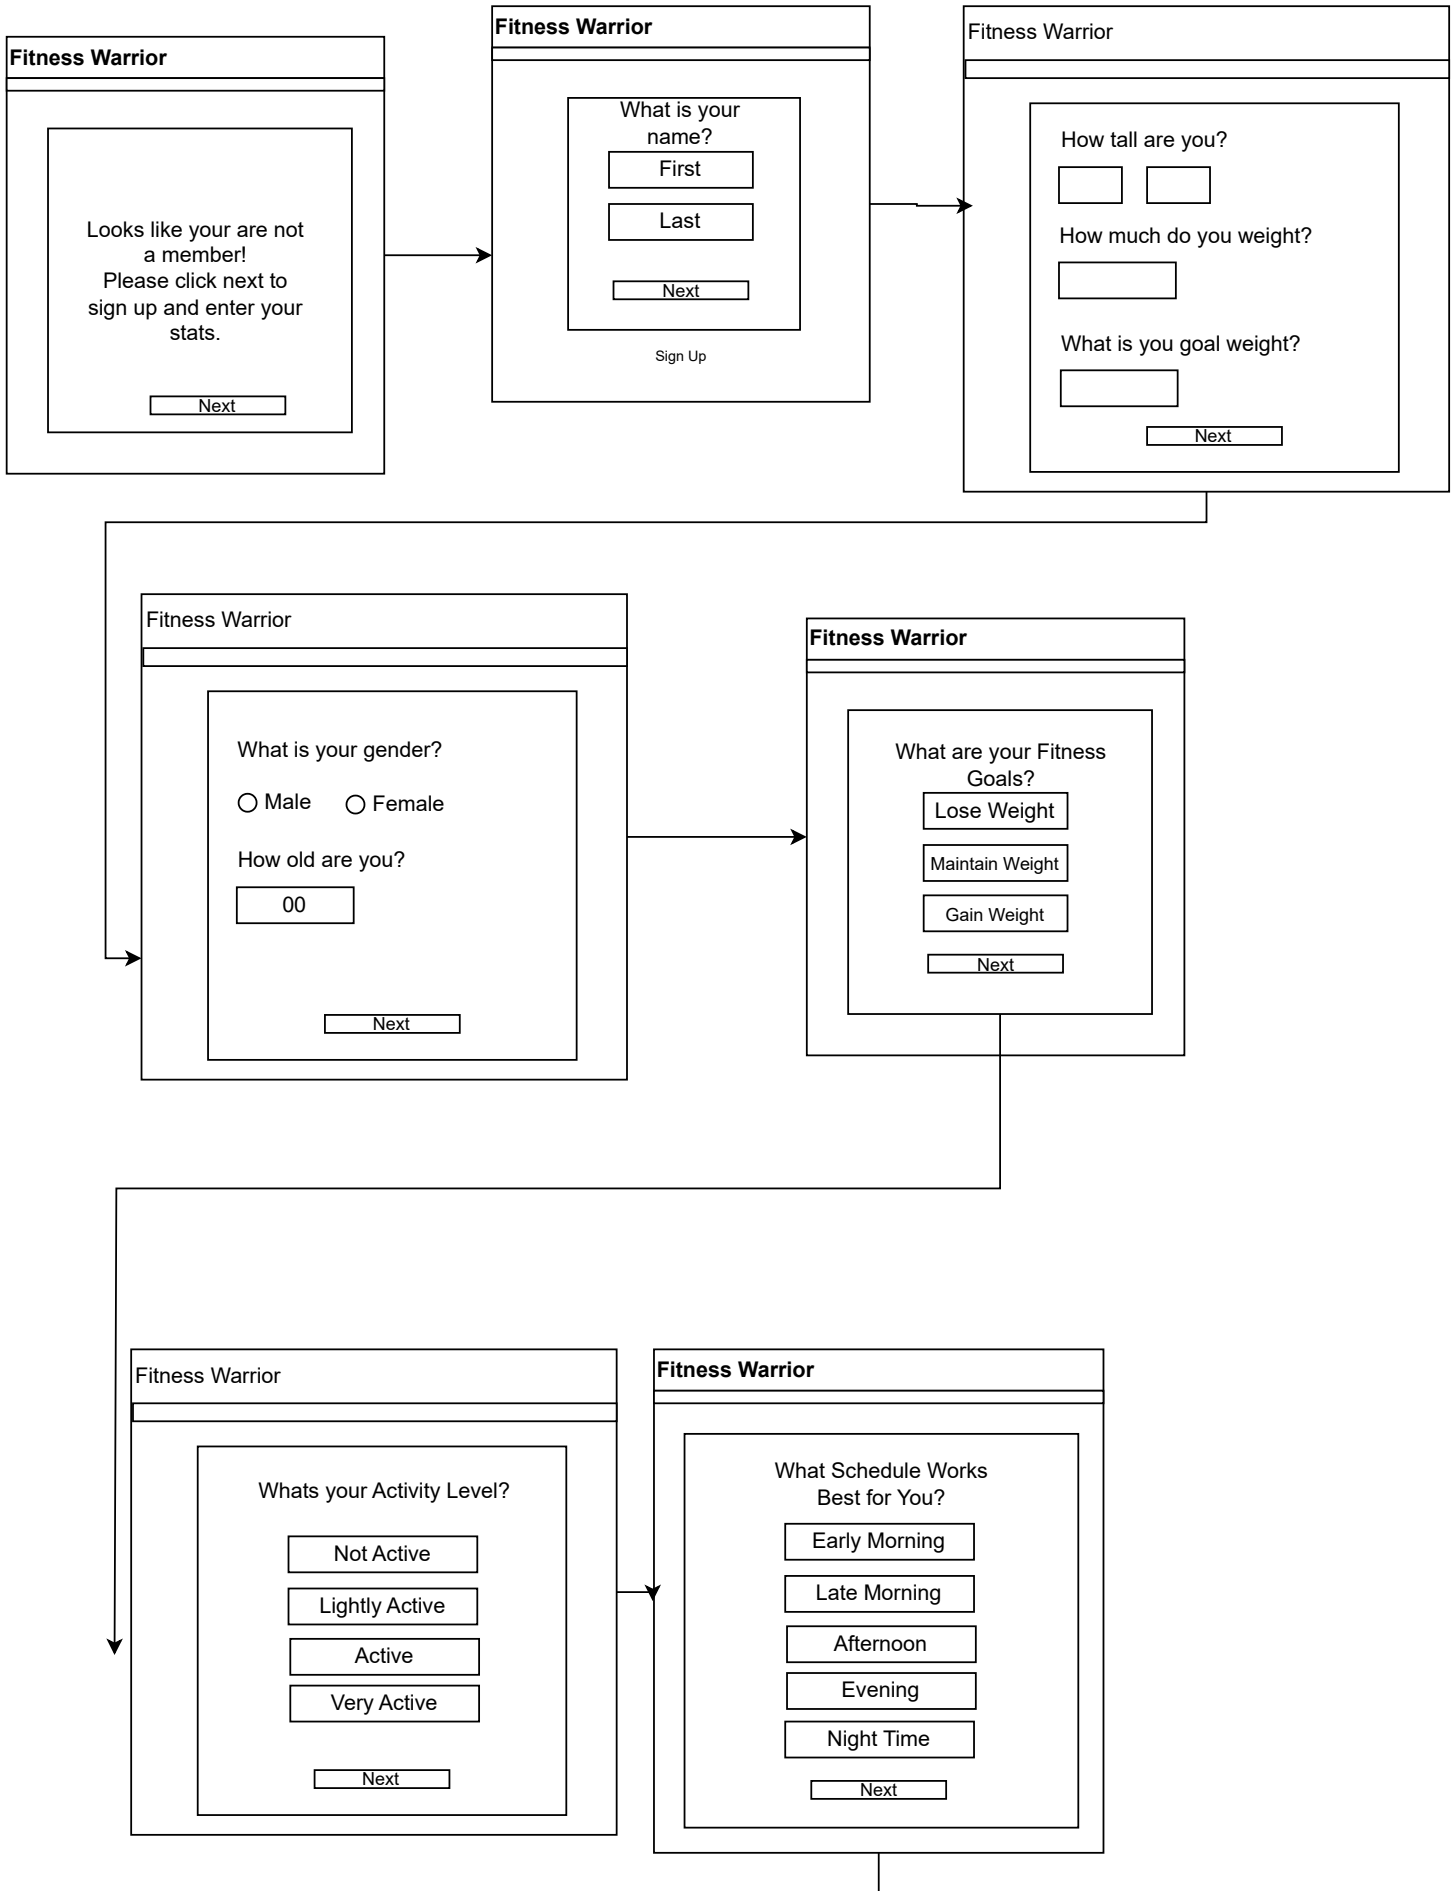 Fitness Warrior
Looks like your are not
a member!
Please click next to
sign up and enter your
stats.
Next
Fitness Warrior
What is your
name?
First
Last
Next
Sign Up
Fitness Warrior
How tall are you?
How much do you weight?
What is you goal weight?
Next
Fitness Warrior
What is your gender?
Male
Female
How old are you?
00
Next
Fitness Warrior
What are your Fitness
Goals?
Lose Weight
Maintain Weight
Gain Weight
Next
Fitness Warrior
Whats your Activity Level?
Not Active
Lightly Active
Active
Very Active
Next
Fitness Warrior
What Schedule Works
Best for You?
Early Morning
Late Morning
Afternoon
Evening
Night Time
Next